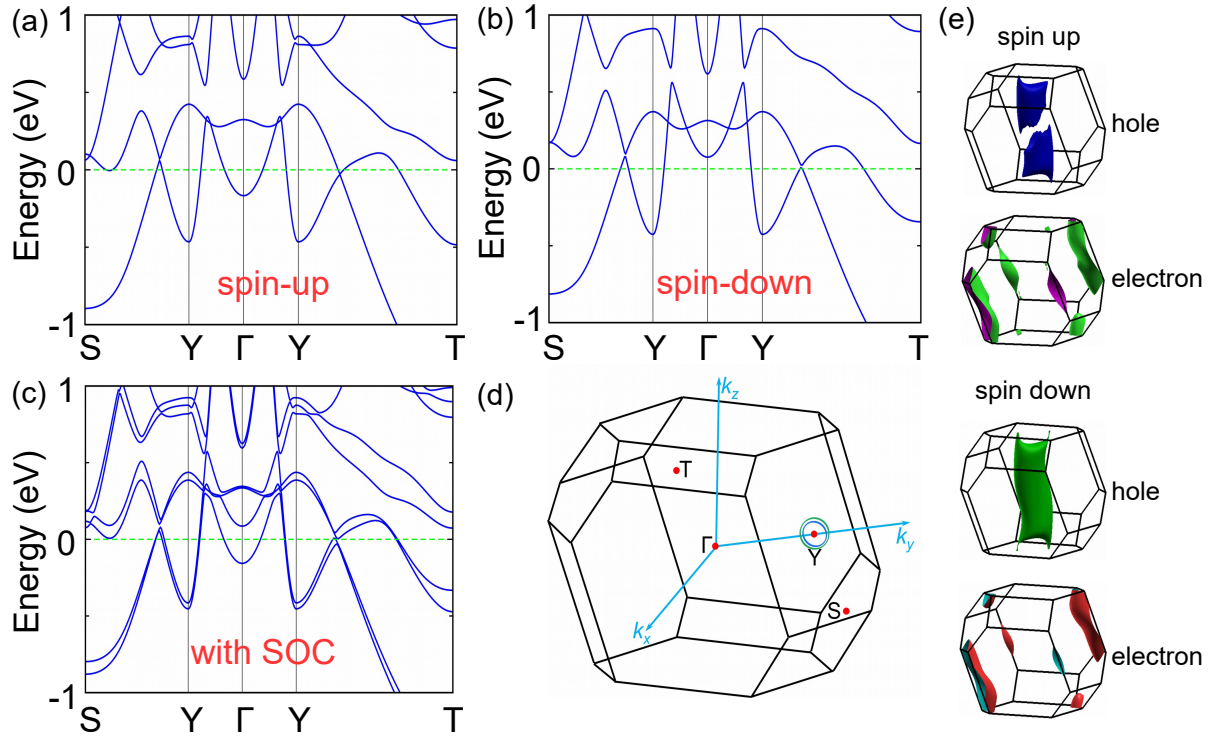 (a)
Energy (eV)
1
0
-1
spin-up
S Y Γ Y T
(b)
Energy (eV)
1
0
-1
spin-down
S Y Γ Y T
(c)
Energy (eV)
1
0
-1
with SOC
S Y Γ Y T
(d)
kz
T
Γ
ky
Y
S
kx
(e)
spin up
hole
electron
spin down
hole
electron